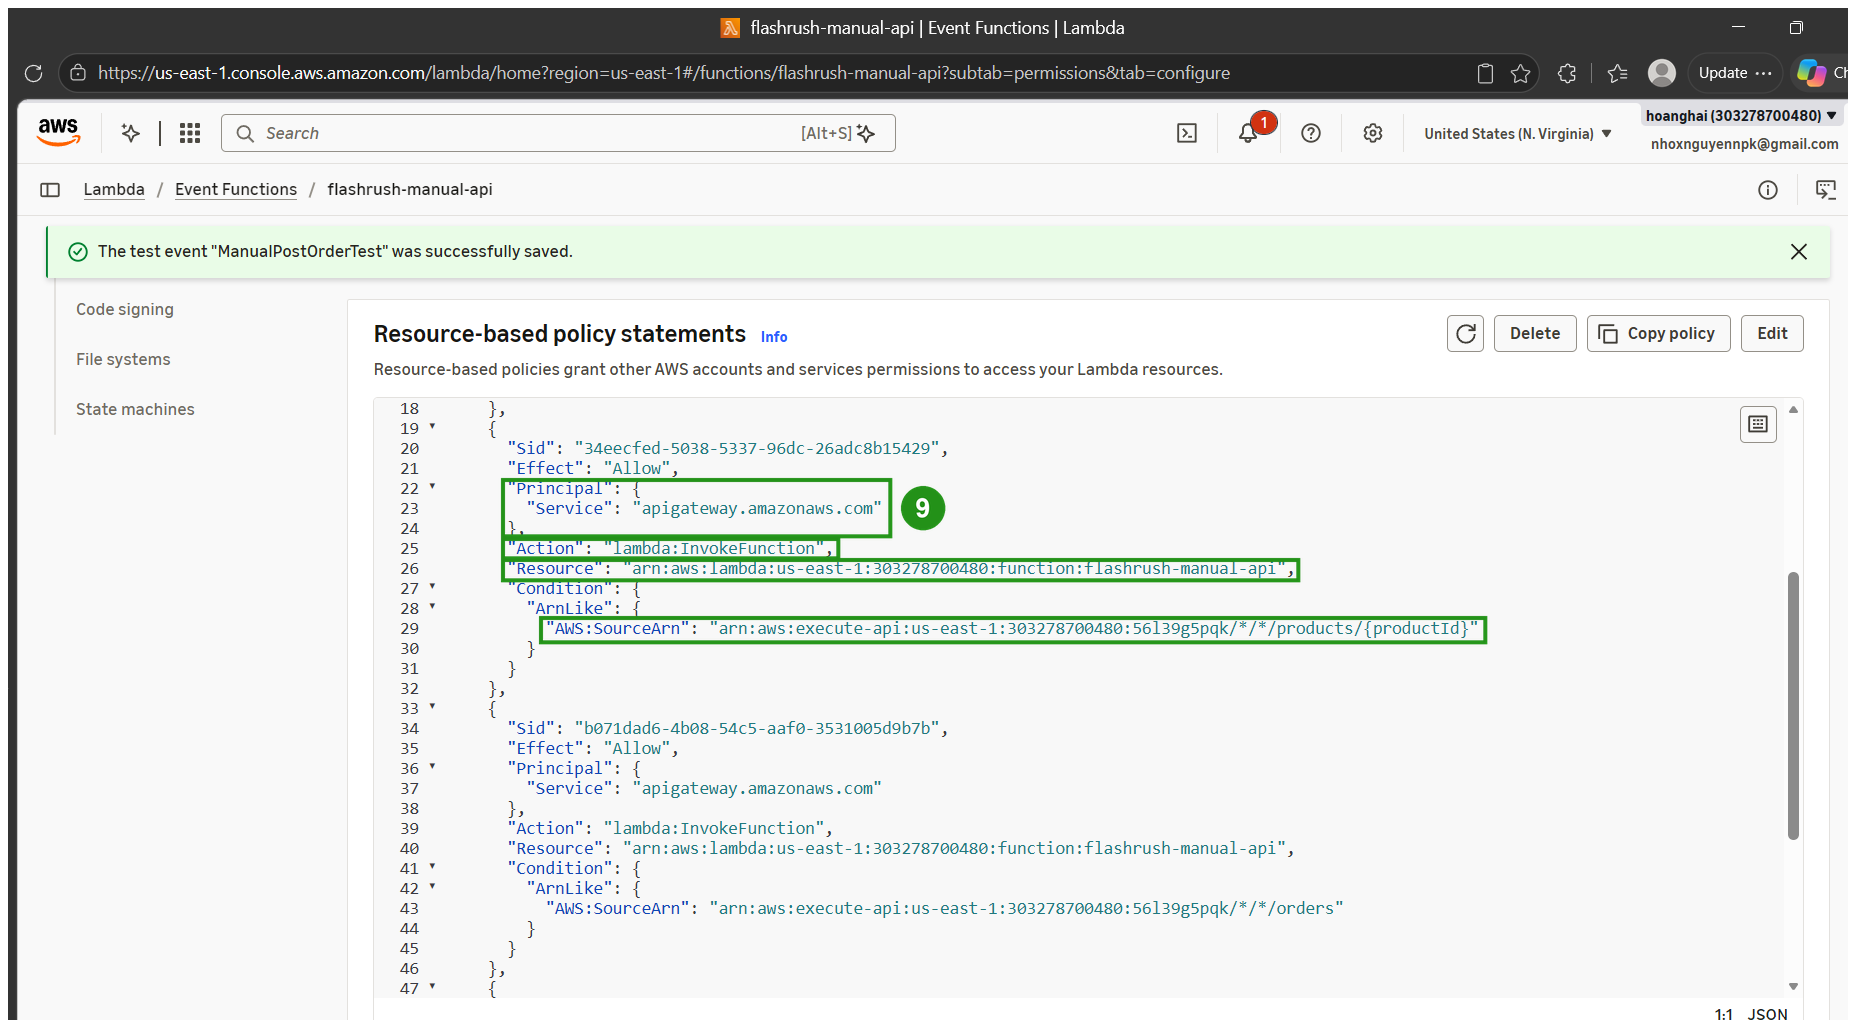 flashrush-manual-api | Event Functions | Lambda
https://us-east-1.console.aws.amazon.com/lambda/home?region=us-east-1#/functions/flashrush-manual-api?subtab=permissions&tab=configure
Update
aws
Search
[Alt+S]
1
United States (N. Virginia)
hoanghai (303278700480)
nhoxnguyennpk@gmail.com
Lambda / Event Functions / flashrush-manual-api
The test event "ManualPostOrderTest" was successfully saved.
Code signing
File systems
State machines
Resource-based policy statements Info
Delete
Copy policy
Edit
Resource-based policies grant other AWS accounts and services permissions to access your Lambda resources.
18 },
19 {
20 "Sid": "34eecfed-5038-5337-96dc-26adc8b15429",
21 "Effect": "Allow",
22 "Principal": {
23 "Service": "apigateway.amazonaws.com"
24 },
9
25 "Action": "lambda:InvokeFunction",
26 "Resource": "arn:aws:lambda:us-east-1:303278700480:function:flashrush-manual-api",
27 "Condition": {
28 "ArnLike": {
29 "AWS:SourceArn": "arn:aws:execute-api:us-east-1:303278700480:56l39g5pqk/*/*/products/{productId}"
30 }
31 }
32 },
33 {
34 "Sid": "b071dad6-4b08-54c5-aaf0-3531005d9b7b",
35 "Effect": "Allow",
36 "Principal": {
37 "Service": "apigateway.amazonaws.com"
38 },
39 "Action": "lambda:InvokeFunction",
40 "Resource": "arn:aws:lambda:us-east-1:303278700480:function:flashrush-manual-api",
41 "Condition": {
42 "ArnLike": {
43 "AWS:SourceArn": "arn:aws:execute-api:us-east-1:303278700480:56l39g5pqk/*/*/orders"
44 }
45 }
46 },
47 {
1:1 JSON